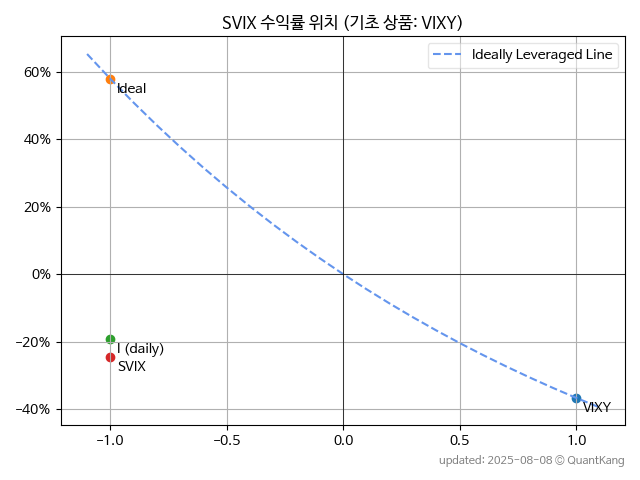 SVIX 수익률 위치 (기초 상품: VIXY)
Ideally Leveraged Line
60%
40%
20%
0%
−20%
−40%
Ideal
I (daily)
SVIX
VIXY
−1.0
−0.5
0.0
0.5
1.0
updated: 2025-08-08 © QuantKang